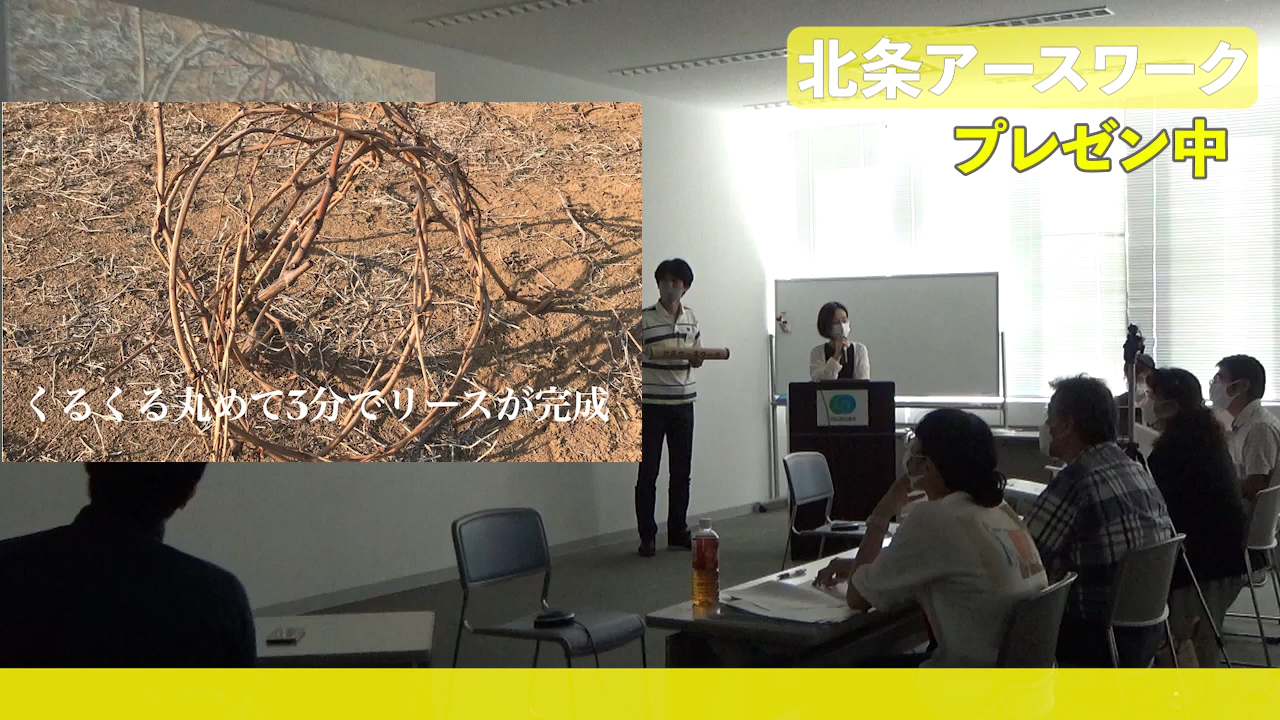 北条アースワーク
プレゼン中
くるくる丸めて3分でリースが完成